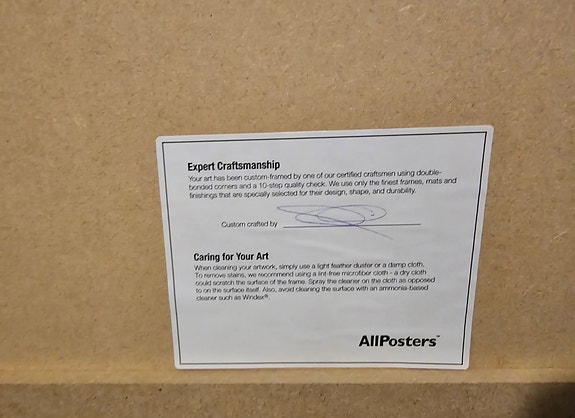 Expert Craftsmanship
Your art has been custom-framed by one of our certified craftsmen using double-
bonded corners and a 10-step quality check. We use only the finest frames, mats and
finishings that are specially selected for their design, shape, and durability.
Custom crafted by
Caring for Your Art
When cleaning your artwork, simply use a light feather duster or a damp cloth.
To remove stains, we recommend using a lint-free microfiber cloth - a dry cloth
could scratch the surface of the frame. Spray the cleaner on the cloth as opposed
to on the surface itself. Also, avoid cleaning the surface with an ammonia-based
cleaner such as Windex®.
AllPosters™